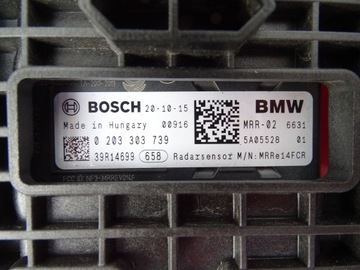 BOSCH 20-10-15 BMW
Made in Hungary 00916 MRR-02 6631
0 203 303 739 5A05528 01
39R14699 658 Radarsensor M/N:MRRe14FCR